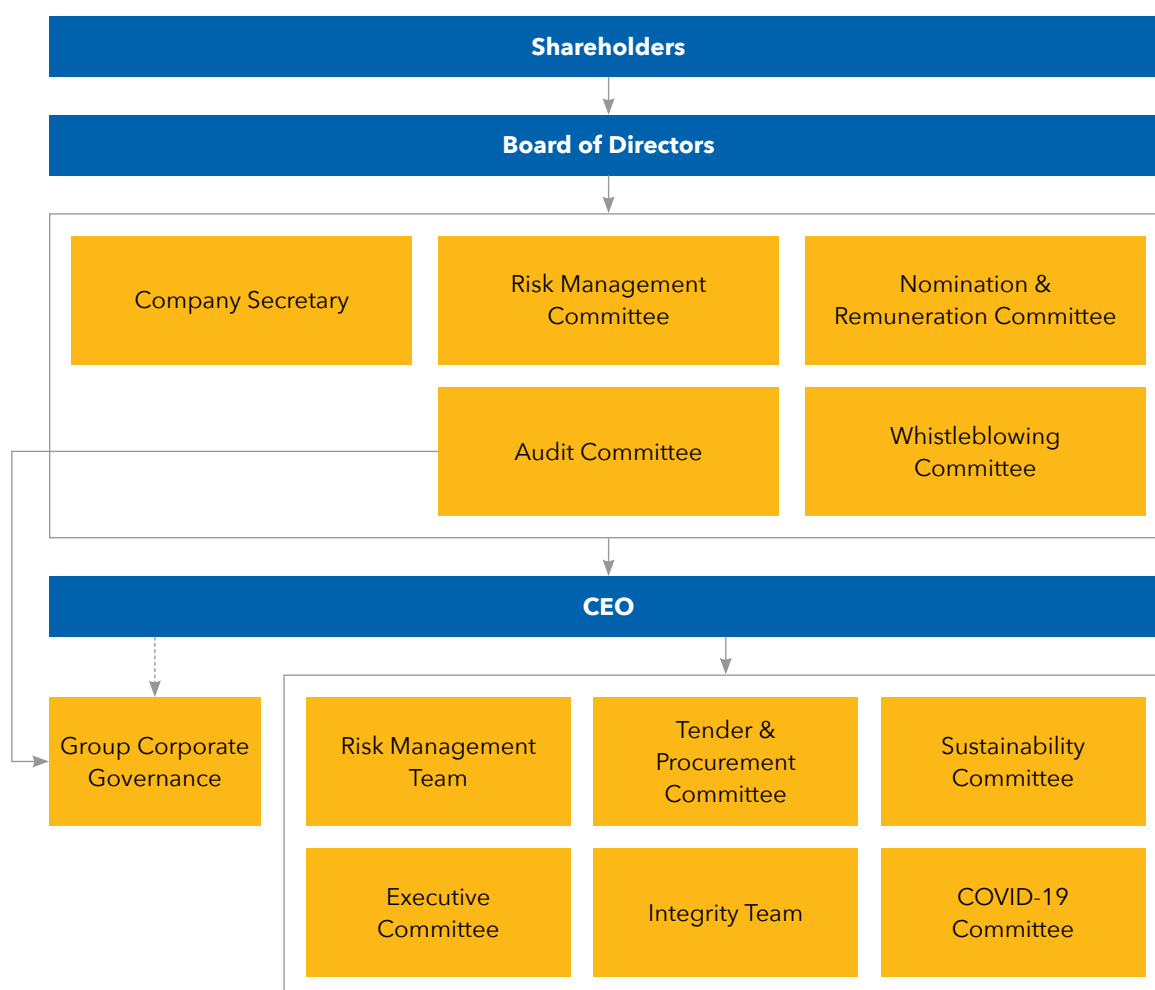 Shareholders
Board of Directors
Company Secretary
Risk Management
Committee
Nomination &
Remuneration Committee
Audit Committee
Whistleblowing
Committee
CEO
Group Corporate
Governance
Risk Management
Team
Tender &
Procurement
Committee
Sustainability
Committee
Executive
Committee
Integrity Team
COVID-19
Committee